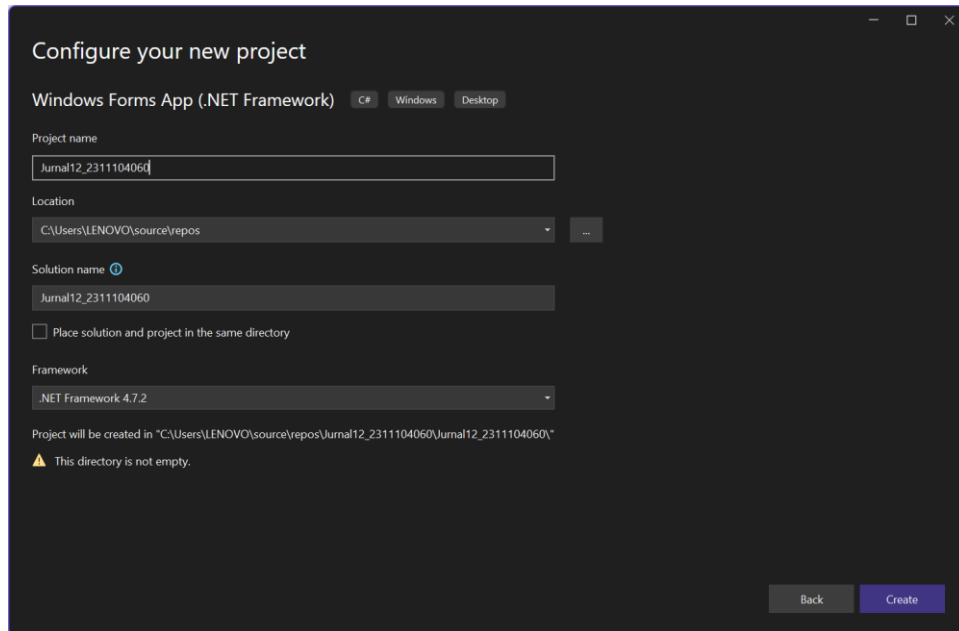 Configure your new project
Windows Forms App (.NET Framework) C# Windows Desktop
Project name
Jurnal12_2311104060
Location
C:\Users\LENOVO\source\repos
...
Solution name
Jurnal12_2311104060
Place solution and project in the same directory
Framework
.NET Framework 4.7.2
Project will be created in "C:\Users\LENOVO\source\repos\Jurnal12_2311104060\Jurnal12_2311104060\"
This directory is not empty.
Back Create